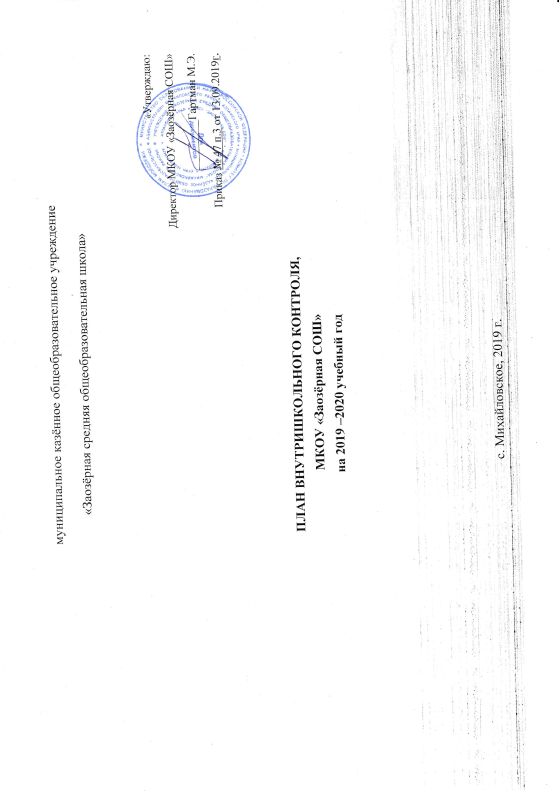 муниципальное казённое общеобразовательное учреждение
«Заозёрная средняя общеобразовательная школа»
«Утверждаю:
Директор МКОУ «Заозёрная СОШ»
Гартман М.Э.
Приказ № 47 п.3 от 13.09.2019г.
ПЛАН ВНУТРИШКОЛЬНОГО КОНТРОЛЯ,
МКОУ «Заозёрная СОШ»
на 2019 –2020 учебный год
с. Михайловское, 2019 г.